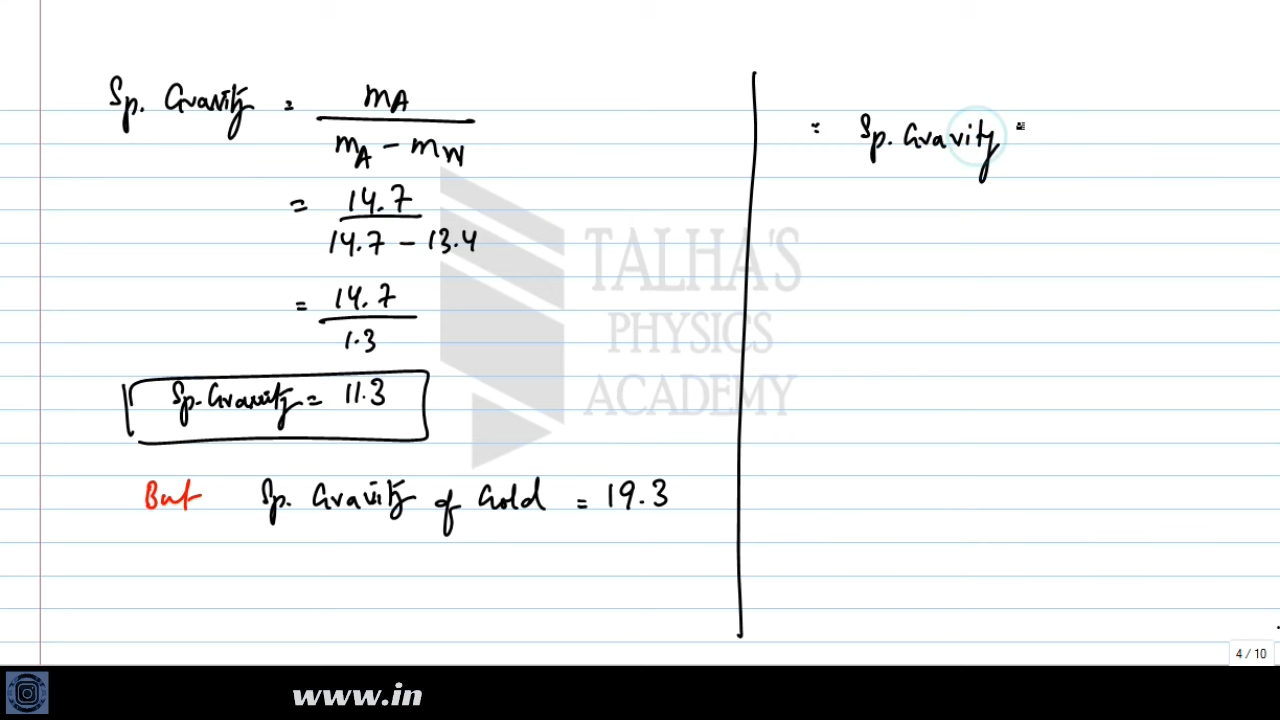 Sp. Gravity = mA
mA - mW
= 14.7
14.7 - 13.4
= 14.7
1.3
Sp. Gravity = 11.3
But Sp. Gravity of Gold = 19.3
= Sp. Gravity =
TALHA'S
PHYSICS
ACADEMY
4 / 10
www.in